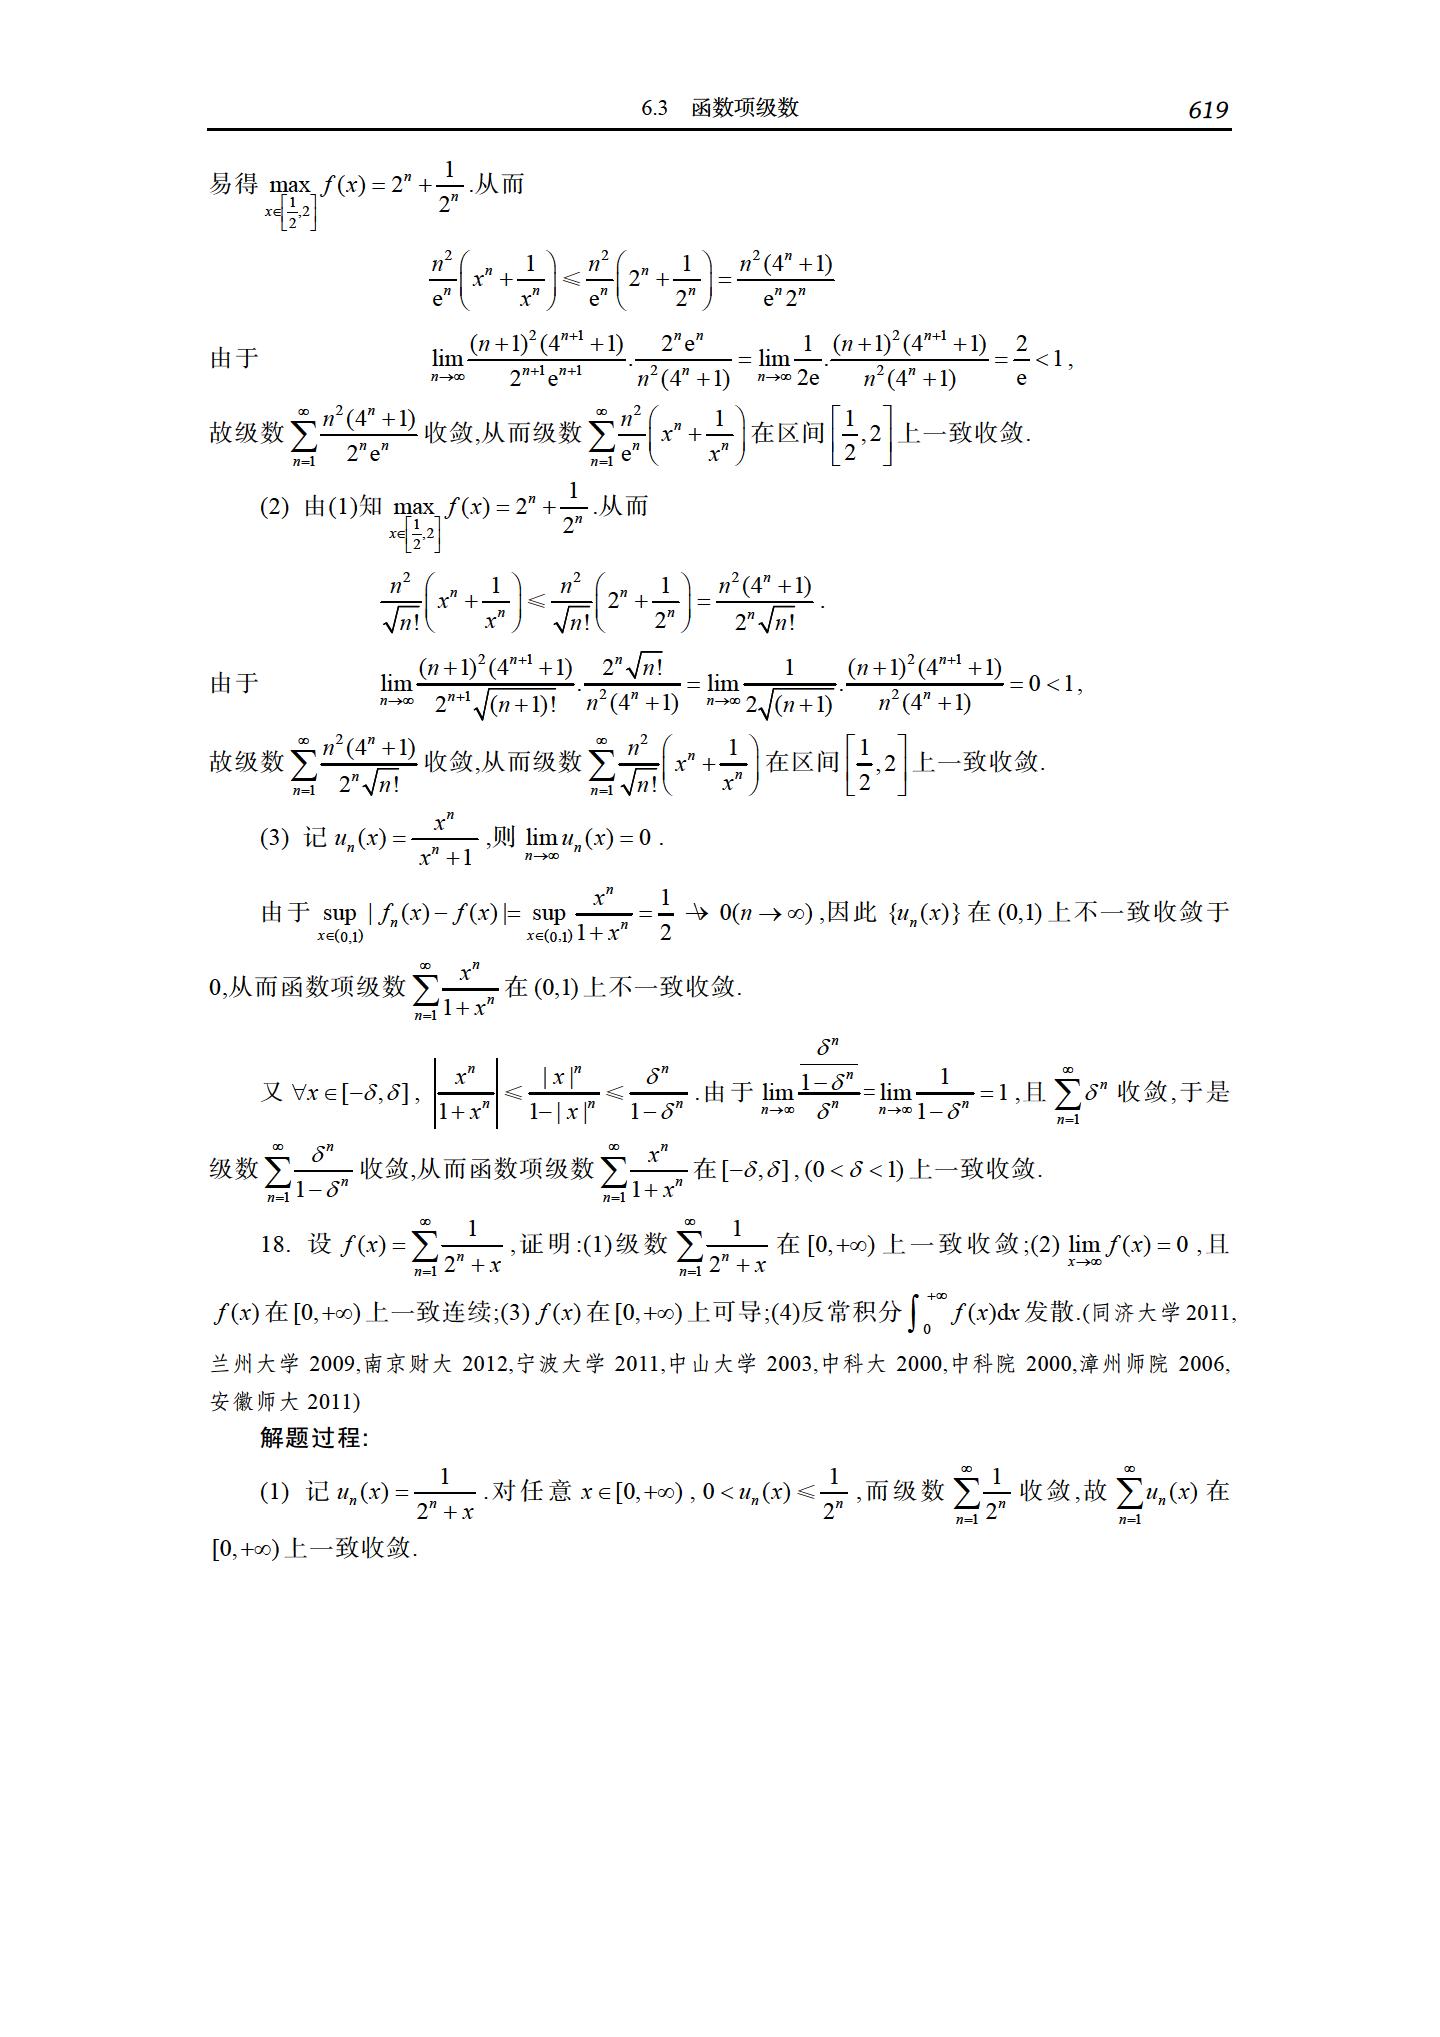 6.3 函数项级数 619
易得 $\max_{x\in\left[\frac{1}{2},2\right]} f(x)=2^n+\frac{1}{2^n}$.从而
$\frac{n^2}{e^n}\left(x^n+\frac{1}{x^n}\right)\leqslant\frac{n^2}{e^n}\left(2^n+\frac{1}{2^n}\right)=\frac{n^2(4^n+1)}{e^n 2^n}$
由于 $\lim_{n\to\infty}\frac{(n+1)^2(4^{n+1}+1)}{2^{n+1}e^{n+1}}\cdot\frac{2^n e^n}{n^2(4^n+1)}=\lim_{n\to\infty}\frac{1}{2e}\cdot\frac{(n+1)^2(4^{n+1}+1)}{n^2(4^n+1)}=\frac{2}{e}<1$,
故级数 $\sum_{n=1}^{\infty}\frac{n^2(4^n+1)}{2^n e^n}$ 收敛,从而级数 $\sum_{n=1}^{\infty}\frac{n^2}{e^n}\left(x^n+\frac{1}{x^n}\right)$ 在区间 $\left[\frac{1}{2},2\right]$ 上一致收敛.
(2) 由(1)知 $\max_{x\in\left[\frac{1}{2},2\right]} f(x)=2^n+\frac{1}{2^n}$.从而
$\frac{n^2}{\sqrt{n!}}\left(x^n+\frac{1}{x^n}\right)\leqslant\frac{n^2}{\sqrt{n!}}\left(2^n+\frac{1}{2^n}\right)=\frac{n^2(4^n+1)}{2^n\sqrt{n!}}$.
由于 $\lim_{n\to\infty}\frac{(n+1)^2(4^{n+1}+1)}{2^{n+1}\sqrt{(n+1)!}}\cdot\frac{2^n\sqrt{n!}}{n^2(4^n+1)}=\lim_{n\to\infty}\frac{1}{2\sqrt{(n+1)}}\cdot\frac{(n+1)^2(4^{n+1}+1)}{n^2(4^n+1)}=0<1$,
故级数 $\sum_{n=1}^{\infty}\frac{n^2(4^n+1)}{2^n\sqrt{n!}}$ 收敛,从而级数 $\sum_{n=1}^{\infty}\frac{n^2}{\sqrt{n!}}\left(x^n+\frac{1}{x^n}\right)$ 在区间 $\left[\frac{1}{2},2\right]$ 上一致收敛.
(3) 记 $u_n(x)=\frac{x^n}{x^n+1}$,则 $\lim_{n\to\infty}u_n(x)=0$.
由于 $\sup_{x\in(0,1)}|f_n(x)-f(x)|=\sup_{x\in(0,1)}\frac{x^n}{1+x^n}=\frac{1}{2}\not\to 0(n\to\infty)$,因此 $\{u_n(x)\}$ 在 $(0,1)$ 上不一致收敛于
0,从而函数项级数 $\sum_{n=1}^{\infty}\frac{x^n}{1+x^n}$ 在 $(0,1)$ 上不一致收敛.
又 $\forall x\in[-\delta,\delta]$, $\left|\frac{x^n}{1+x^n}\right|\leqslant\frac{|x|^n}{1-|x|^n}\leqslant\frac{\delta^n}{1-\delta^n}$.由于 $\lim_{n\to\infty}\frac{\frac{\delta^n}{1-\delta^n}}{\delta^n}=\lim_{n\to\infty}\frac{1}{1-\delta^n}=1$,且 $\sum_{n=1}^{\infty}\delta^n$ 收敛,于是
级数 $\sum_{n=1}^{\infty}\frac{\delta^n}{1-\delta^n}$ 收敛,从而函数项级数 $\sum_{n=1}^{\infty}\frac{x^n}{1+x^n}$ 在 $[-\delta,\delta]$, $(0<\delta<1)$ 上一致收敛.
18. 设 $f(x)=\sum_{n=1}^{\infty}\frac{1}{2^n+x}$,证明:(1)级数 $\sum_{n=1}^{\infty}\frac{1}{2^n+x}$ 在 $[0,+\infty)$ 上一致收敛;(2) $\lim_{x\to\infty}f(x)=0$,且
$f(x)$ 在 $[0,+\infty)$ 上一致连续;(3) $f(x)$ 在 $[0,+\infty)$ 上可导;(4)反常积分 $\int_0^{+\infty}f(x)dx$ 发散.(同济大学 2011,
兰州大学 2009,南京财大 2012,宁波大学 2011,中山大学 2003,中科大 2000,中科院 2000,漳州师院 2006,
安徽师大 2011)
解题过程:
(1) 记 $u_n(x)=\frac{1}{2^n+x}$.对任意 $x\in[0,+\infty)$, $0<u_n(x)\leqslant\frac{1}{2^n}$,而级数 $\sum_{n=1}^{\infty}\frac{1}{2^n}$ 收敛,故 $\sum_{n=1}^{\infty}u_n(x)$ 在
$[0,+\infty)$ 上一致收敛.